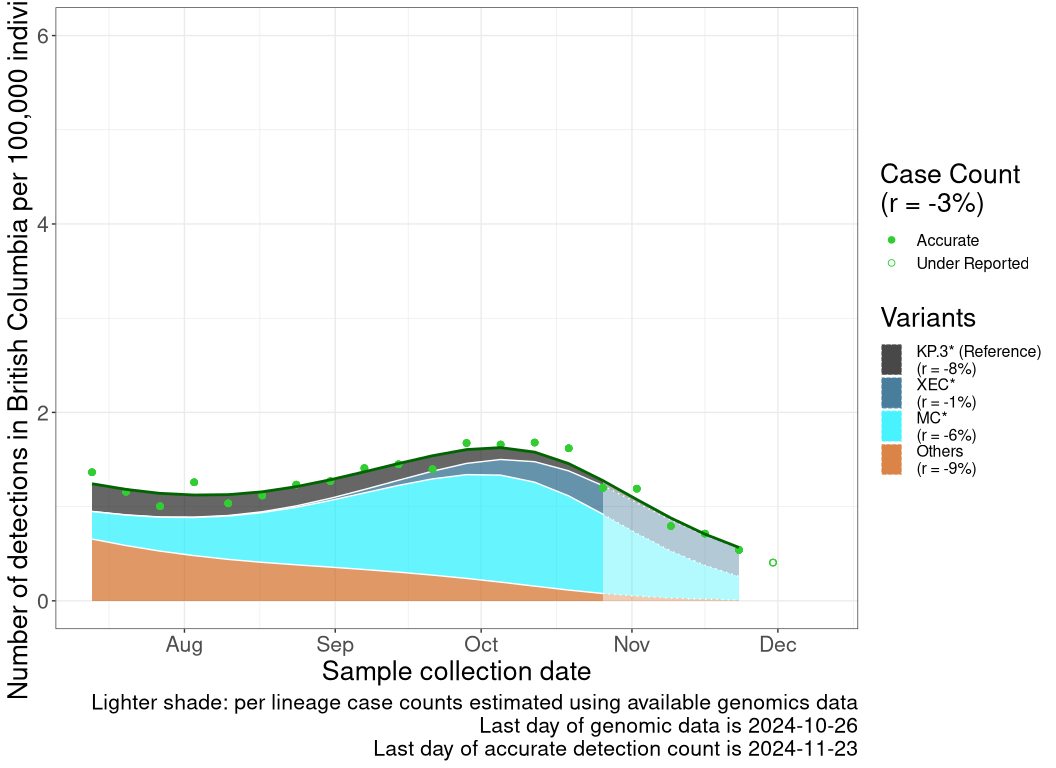 Number of detections in British Columbia per 100,000
6
4
2
0
Aug Sep Oct Nov Dec
Sample collection date
Lighter shade: per lineage case counts estimated using available genomics data
Last day of genomic data is 2024-10-26
Last day of accurate detection count is 2024-11-23
Case Count
(r = -3%)
Accurate
Under Reported
Variants
KP.3* (Reference)
(r = -8%)
XEC*
(r = -1%)
MC*
(r = -6%)
Others
(r = -9%)